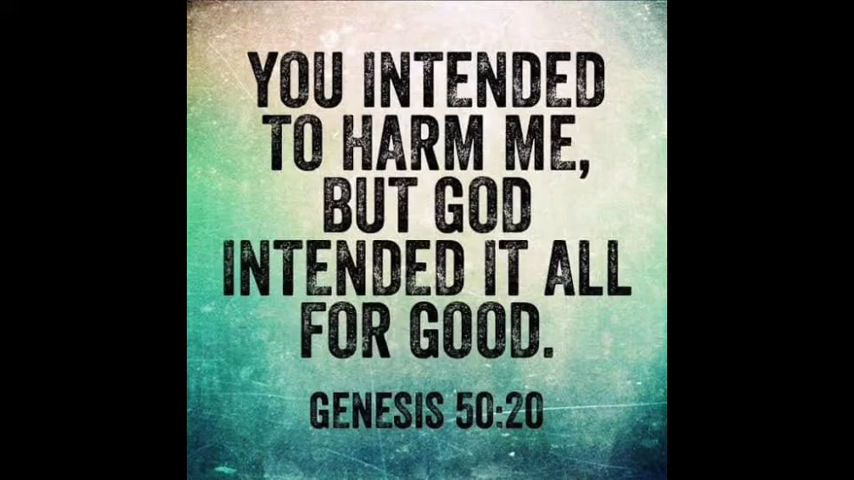 YOU INTENDED
TO HARM ME,
BUT GOD
INTENDED IT ALL
FOR GOOD.
GENESIS 50:20